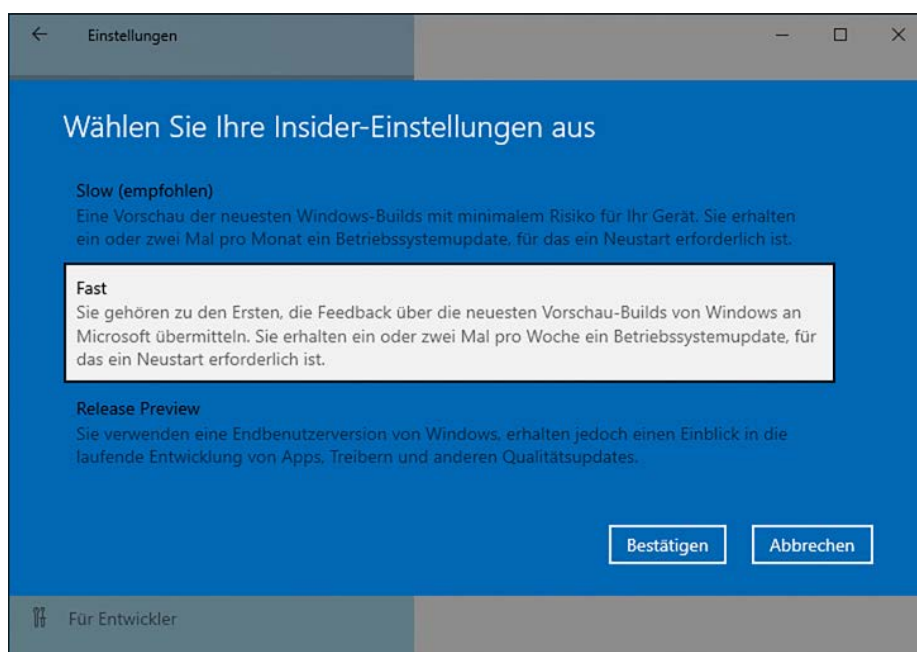 Einstellungen
Wählen Sie Ihre Insider-Einstellungen aus
Slow (empfohlen)
Eine Vorschau der neuesten Windows-Builds mit minimalem Risiko für Ihr Gerät. Sie erhalten
ein oder zwei Mal pro Monat ein Betriebssystemupdate, für das ein Neustart erforderlich ist.
Fast
Sie gehören zu den Ersten, die Feedback über die neuesten Vorschau-Builds von Windows an
Microsoft übermitteln. Sie erhalten ein oder zwei Mal pro Woche ein Betriebssystemupdate, für
das ein Neustart erforderlich ist.
Release Preview
Sie verwenden eine Endbenutzerversion von Windows, erhalten jedoch einen Einblick in die
laufende Entwicklung von Apps, Treibern und anderen Qualitätsupdates.
Bestätigen Abbrechen
Für Entwickler